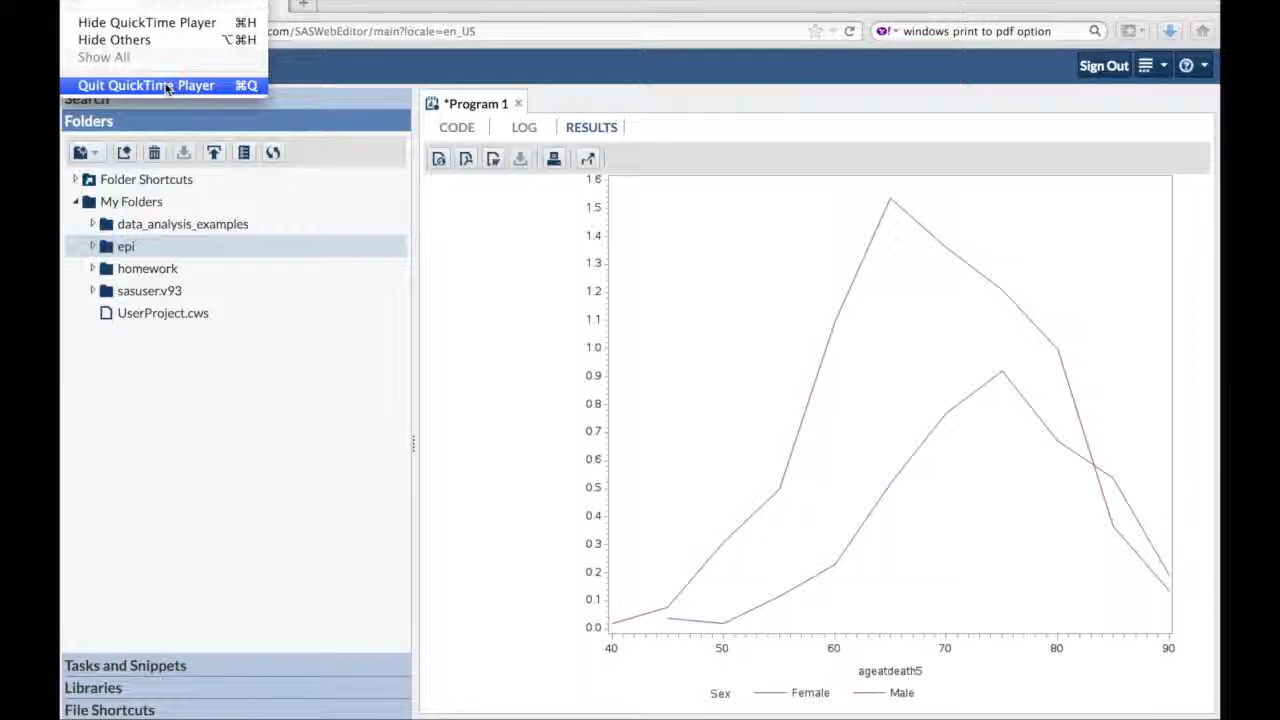 Hide QuickTime Player ⌘H
Hide Others ⌥⌘H
Show All
Quit QuickTime Player ⌘Q
com/SASWebEditor/main?locale=en_US
windows print to pdf option
Sign Out
Search
Folders
Folder Shortcuts
My Folders
data_analysis_examples
epi
homework
sasuser.v93
UserProject.cws
Tasks and Snippets
Libraries
File Shortcuts
*Program 1
CODE LOG RESULTS
1.6
1.5
1.4
1.3
1.2
1.1
1.0
0.9
0.8
0.7
0.6
0.5
0.4
0.3
0.2
0.1
0.0
40 50 60 70 80 90
ageatdeath5
Sex Female Male